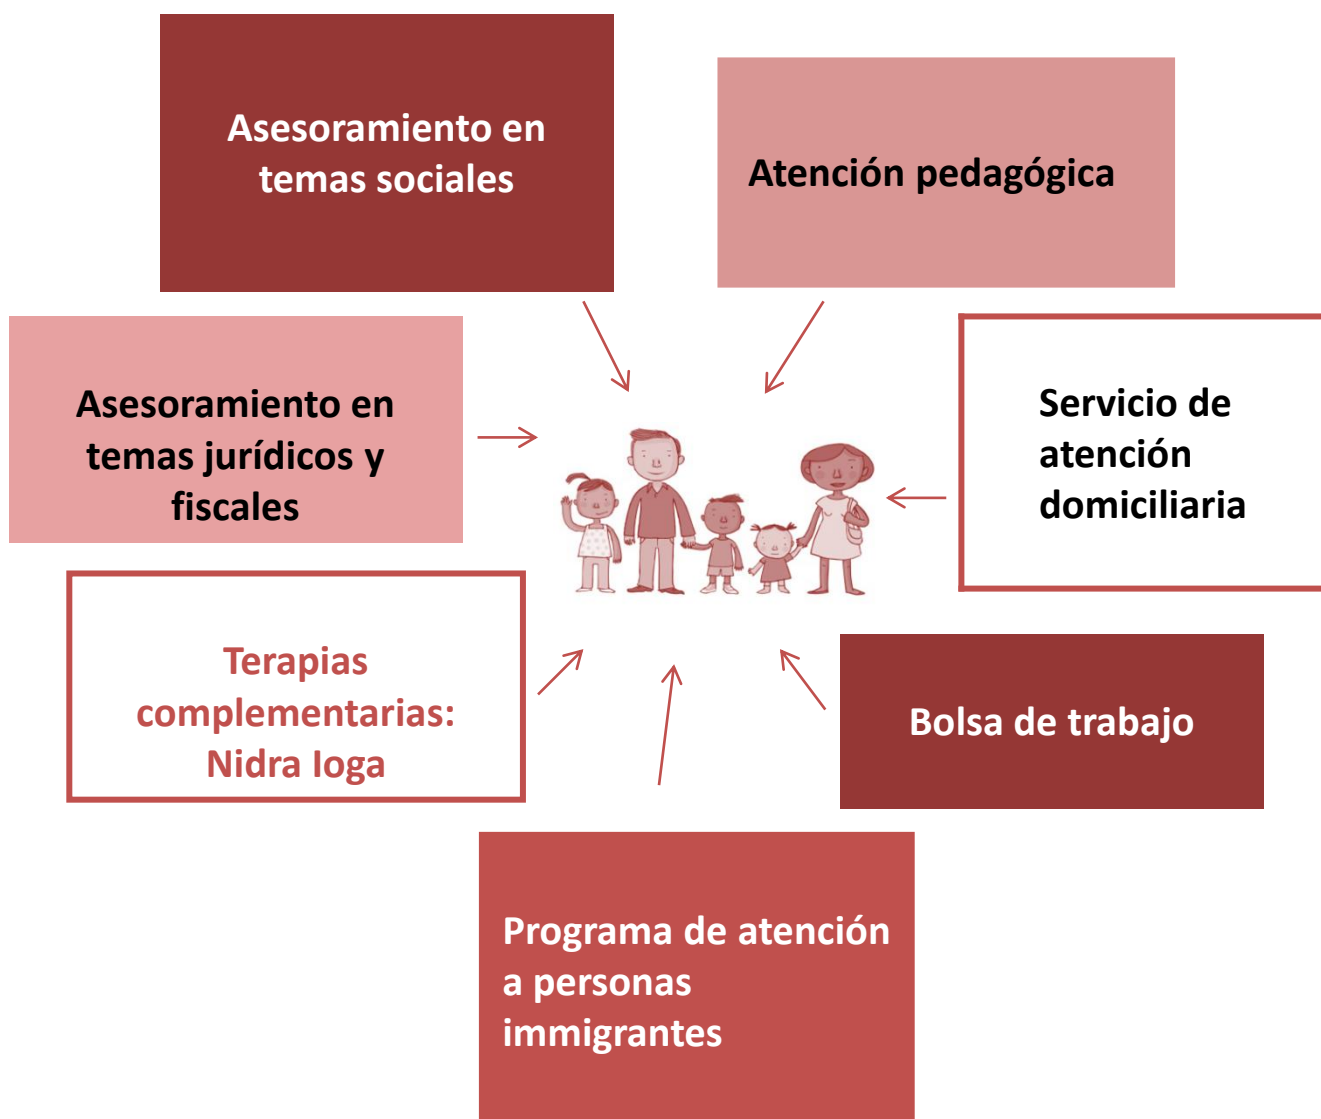 Asesoramiento en
temas sociales
Atención pedagógica
Asesoramiento en
temas jurídicos y
fiscales
Servicio de
atención
domiciliaria
Terapias
complementarias:
Nidra Ioga
Bolsa de trabajo
Programa de atención
a personas
immigrantes